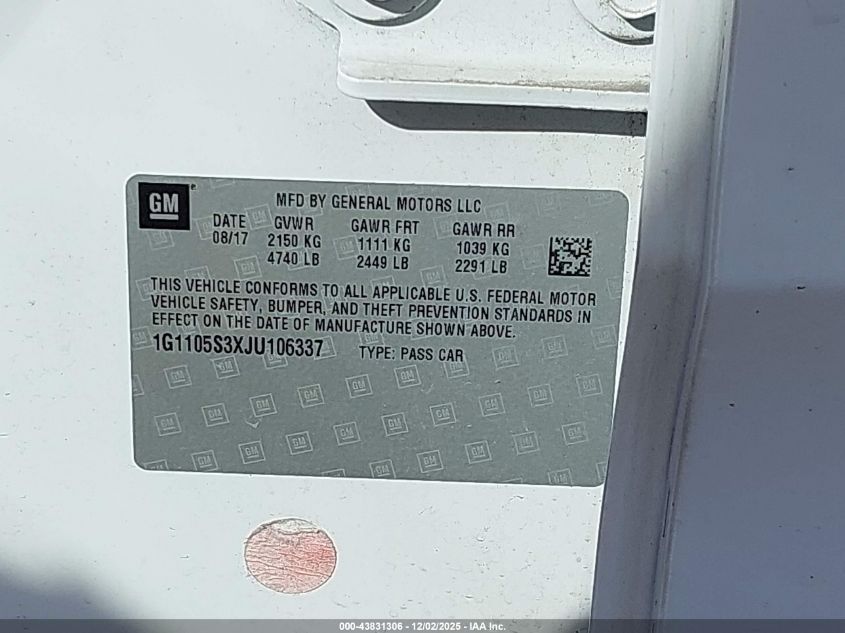 GM
MFD BY GENERAL MOTORS LLC
DATE GVWR GAWR FRT GAWR RR
08/17 2150 KG 1111 KG 1039 KG
4740 LB 2449 LB 2291 LB
THIS VEHICLE CONFORMS TO ALL APPLICABLE U.S. FEDERAL MOTOR
VEHICLE SAFETY, BUMPER, AND THEFT PREVENTION STANDARDS IN
EFFECT ON THE DATE OF MANUFACTURE SHOWN ABOVE.
1G1105S3XJU106337 TYPE: PASS CAR
000-43831306 - 12/02/2025 - IAA Inc.